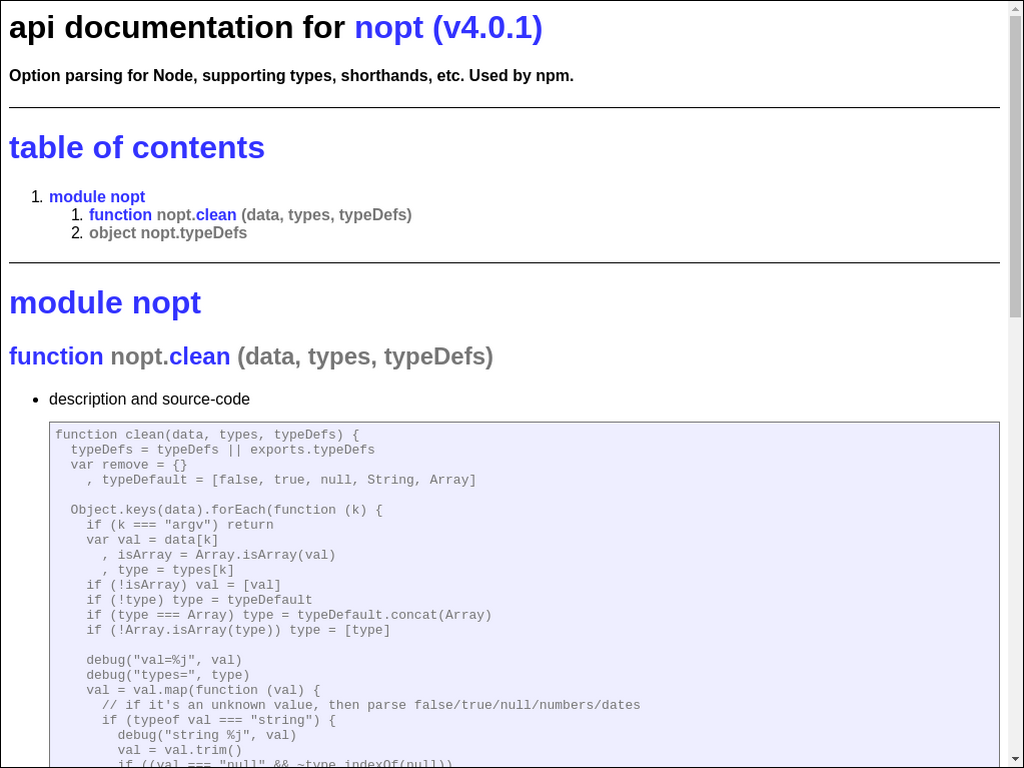 api documentation for nopt (v4.0.1)
Option parsing for Node, supporting types, shorthands, etc. Used by npm.
table of contents
1. module nopt
1. function nopt.clean (data, types, typeDefs)
2. object nopt.typeDefs
module nopt
function nopt.clean (data, types, typeDefs)
• description and source-code
function clean(data, types, typeDefs) {
typeDefs = typeDefs || exports.typeDefs
var remove = {}
, typeDefault = [false, true, null, String, Array]
Object.keys(data).forEach(function (k) {
if (k === "argv") return
var val = data[k]
, isArray = Array.isArray(val)
, type = types[k]
if (!isArray) val = [val]
if (!type) type = typeDefault
if (type === Array) type = typeDefault.concat(Array)
if (!Array.isArray(type)) type = [type]
debug("val=%j", val)
debug("types=", type)
val = val.map(function (val) {
// if it's an unknown value, then parse false/true/null/numbers/dates
if (typeof val === "string") {
debug("string %j", val)
val = val.trim()
if ((val === "null" && ~type.indexOf(null))